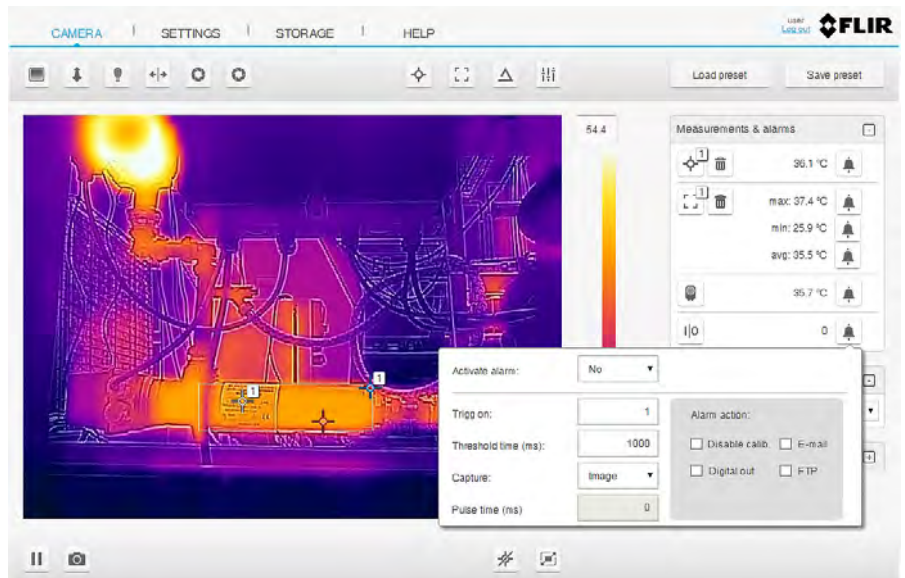 CAMERA | SETTINGS | STORAGE | HELP
User
Log out
FLIR
Load preset Save preset
54.4
Measurements & alarms
1 36.1 °C
1 max: 37.4 °C
min: 25.9 °C
avg: 35.5 °C
35.7 °C
I|O 0
1 1
Activate alarm: No
Trigg on: 1
Threshold time (ms): 1000
Capture: Image
Pulse time (ms) 0
Alarm action:
Disable calib. E-mail
Digital out FTP